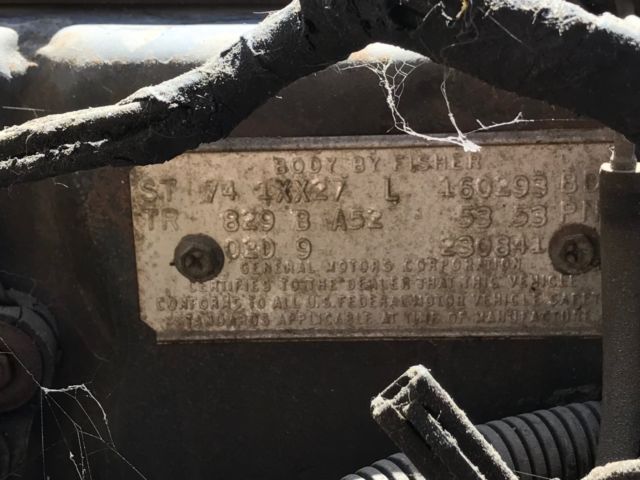 BODY BY FISHER
ST 74 1XX27 L 160293 BD
TR 829 B A52 53 53 PN
02D 9 230841
GENERAL MOTORS CORPORATION
CERTIFIES TO THE DEALER THAT THIS VEHICLE
CONFORMS TO ALL U.S. FEDERAL MOTOR VEHICLE SAFETY
STANDARDS APPLICABLE AT TIME OF MANUFACTURE